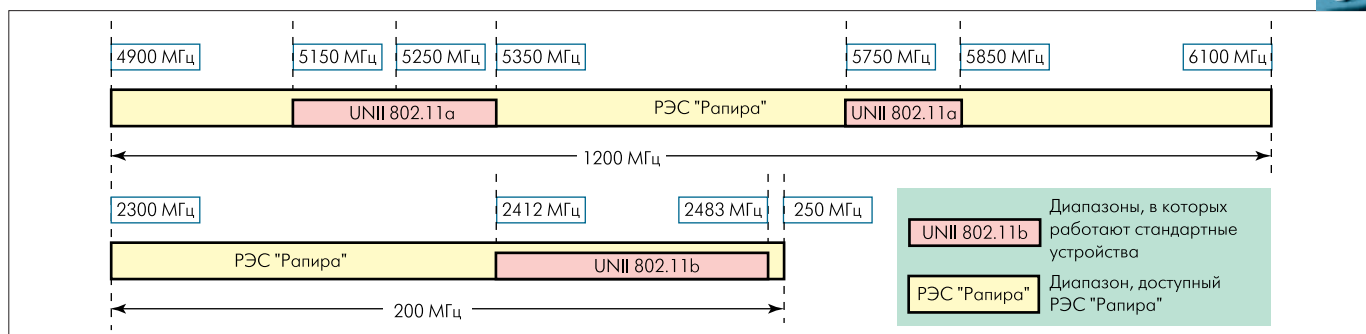 4900 МГц 5150 МГц 5250 МГц 5350 МГц 5750 МГц 5850 МГц 6100 МГц
UNII 802.11a РЭС "Рапира" UNII 802.11a
1200 МГц
2300 МГц 2412 МГц 2483 МГц 250 МГц
РЭС "Рапира" UNII 802.11b
200 МГц
UNII 802.11b
Диапазоны, в которых
работают стандартные
устройства
РЭС "Рапира"
Диапазон, доступный
РЭС "Рапира"